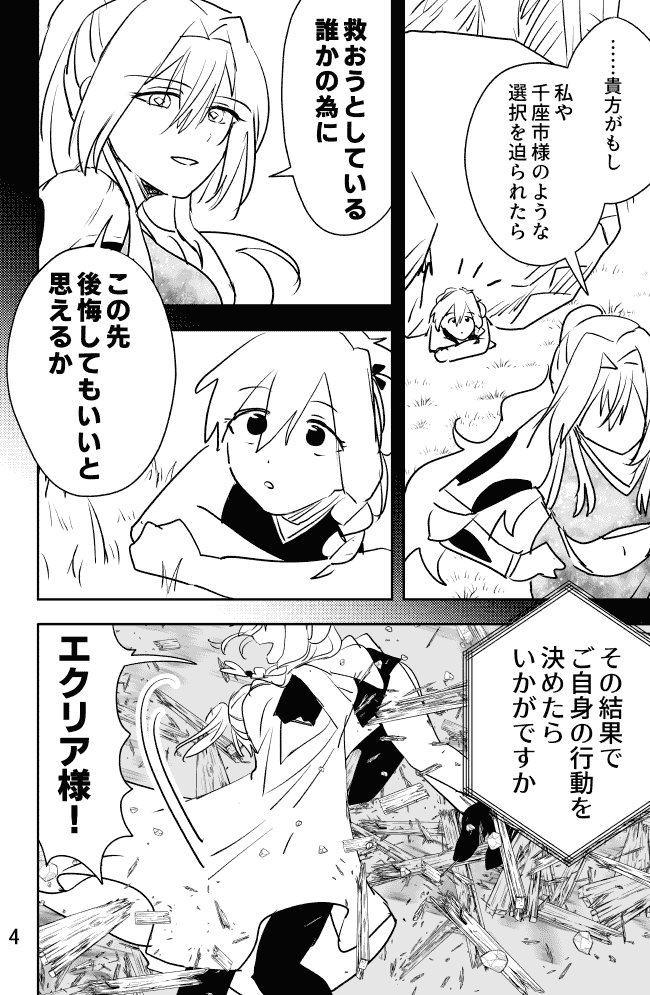 ……貴方がもし
私や
千座市様のような
選択を迫られたら
救おうとしている
誰かの為に
この先
後悔してもいいと
思えるか
その結果で
ご自身の行動を
決めたら
いかがですか
エクリア様!
4